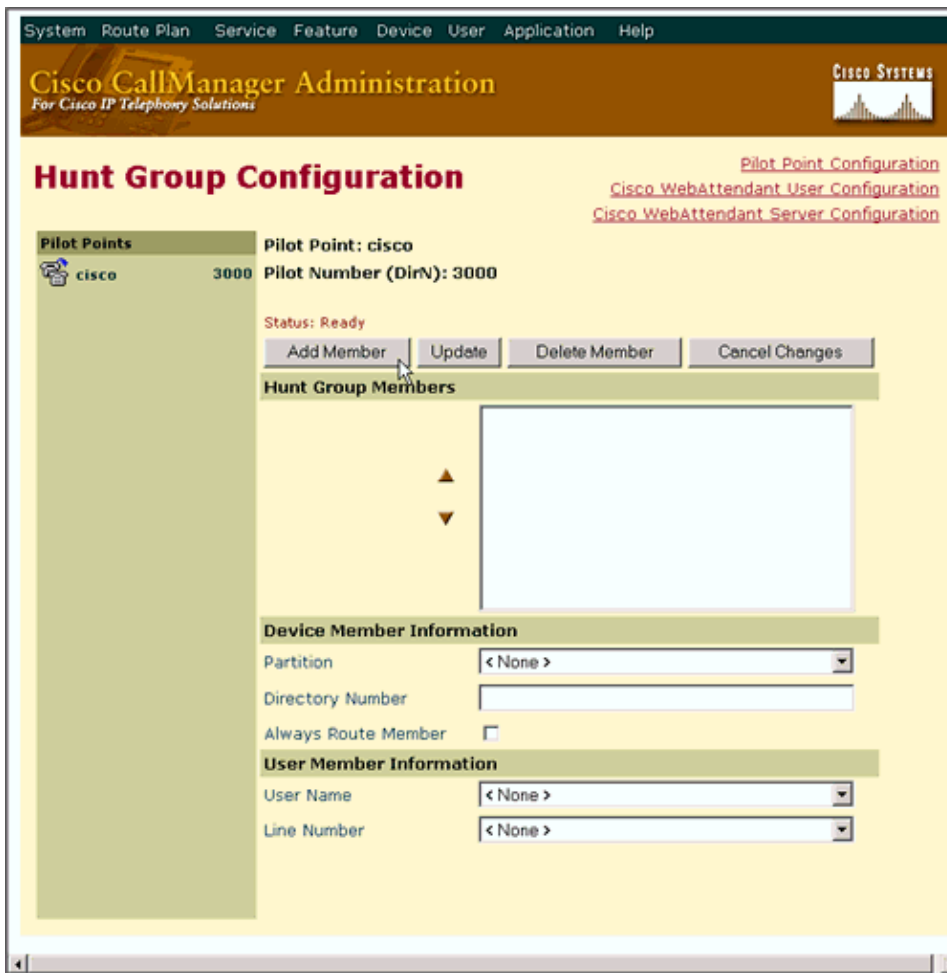 System Route Plan Service Feature Device User Application Help
Cisco CallManager Administration
For Cisco IP Telephony Solutions
CISCO SYSTEMS
Hunt Group Configuration
Pilot Point Configuration
Cisco WebAttendant User Configuration
Cisco WebAttendant Server Configuration
Pilot Points
cisco 3000
Pilot Point: cisco
Pilot Number (DirN): 3000
Status: Ready
Add Member Update Delete Member Cancel Changes
Hunt Group Members
Device Member Information
Partition < None >
Directory Number
Always Route Member
User Member Information
User Name < None >
Line Number < None >